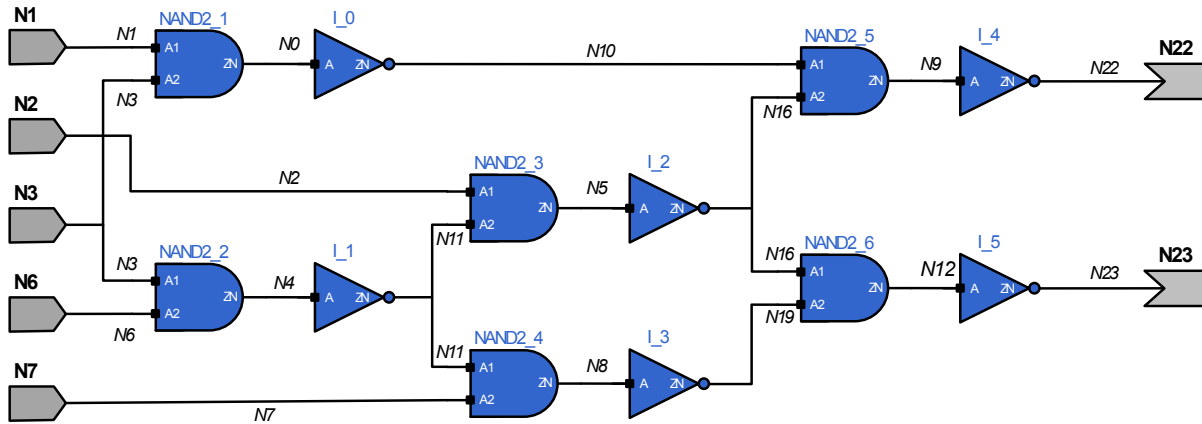 N1
N1
NAND2_1
A1
A2
ZN
N0
I_0
A
ZN
N10
NAND2_5
A1
A2
ZN
N9
I_4
A
ZN
N22
N22
N3
N16
N2
N2
NAND2_3
A1
A2
ZN
N5
I_2
A
ZN
N11
N3
N3
NAND2_2
A1
A2
ZN
N4
I_1
A
ZN
N16
NAND2_6
A1
A2
ZN
N12
I_5
A
ZN
N23
N23
N6
N6
N19
N11
NAND2_4
A1
A2
ZN
N8
I_3
A
ZN
N7
N7